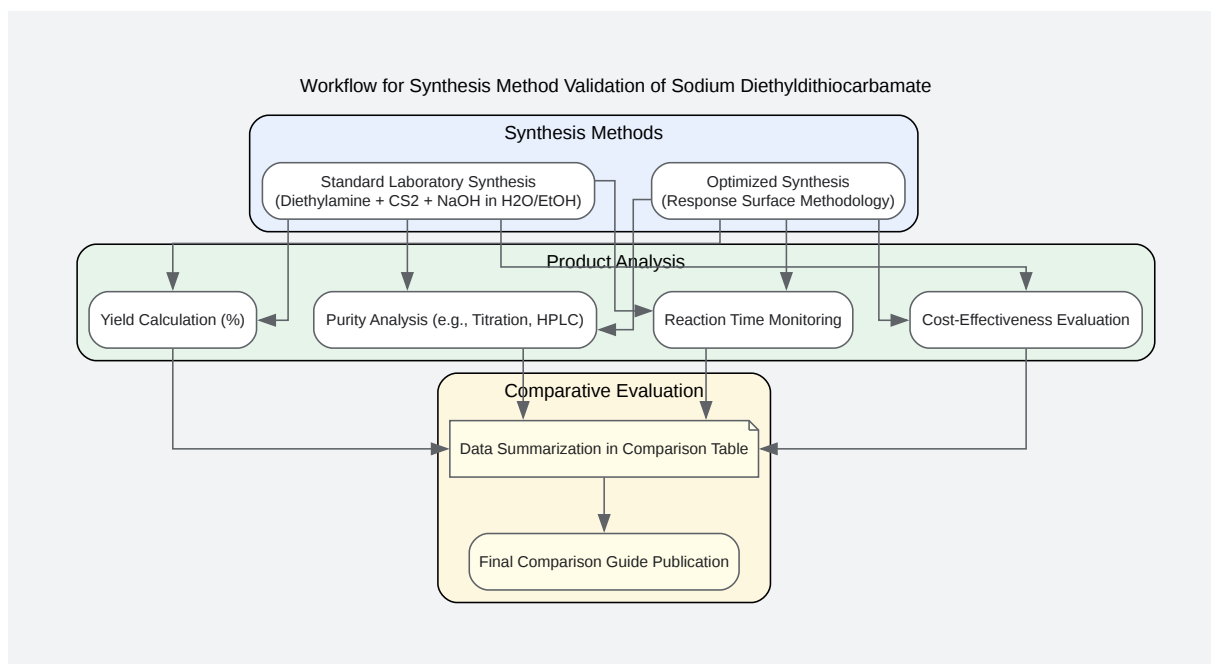 Workflow for Synthesis Method Validation of Sodium Diethyldithiocarbamate
Synthesis Methods
Standard Laboratory Synthesis
(Diethylamine + CS2 + NaOH in H2O/EtOH)
Optimized Synthesis
(Response Surface Methodology)
Product Analysis
Yield Calculation (%)
Purity Analysis (e.g., Titration, HPLC)
Reaction Time Monitoring
Cost-Effectiveness Evaluation
Comparative Evaluation
Data Summarization in Comparison Table
Final Comparison Guide Publication